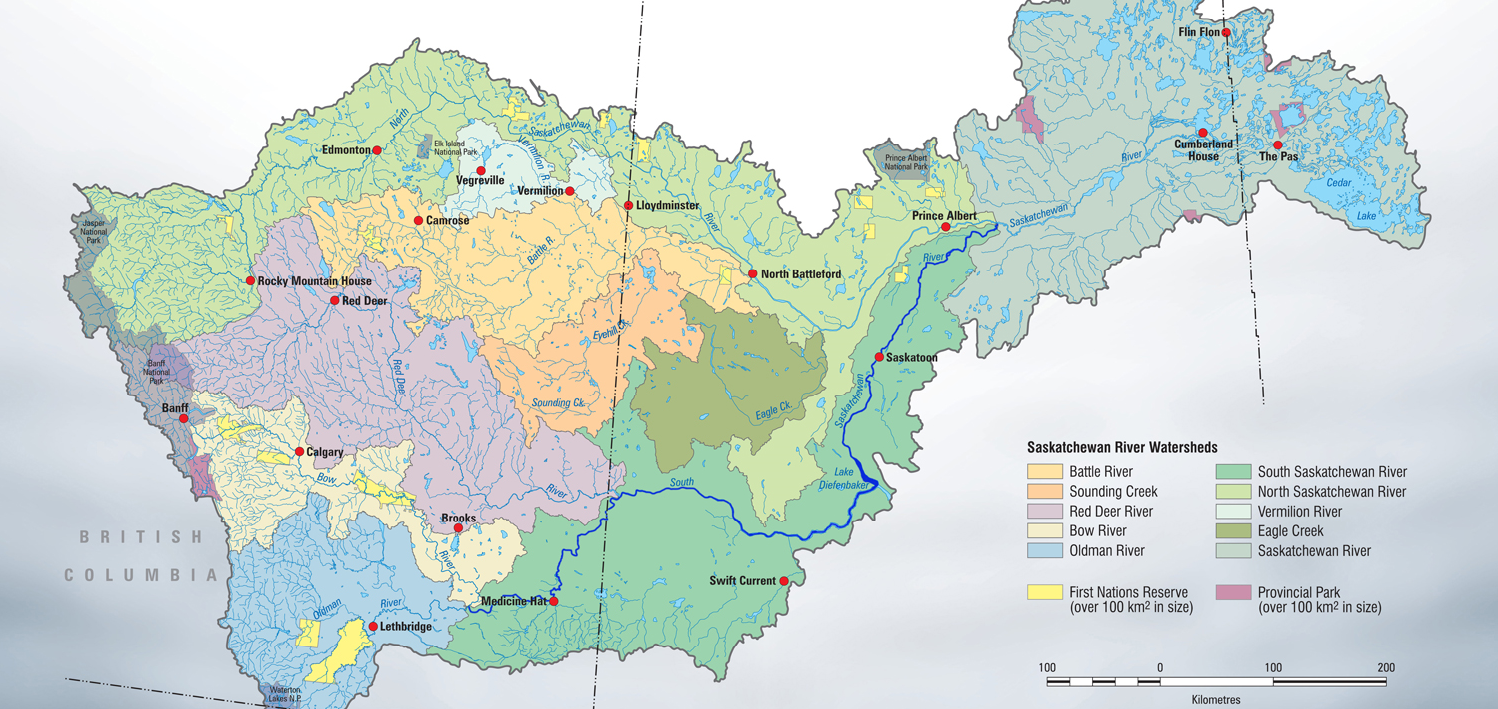 Flin Flon
North
Saskatchewan
Edmonton
Elk Island
National Park
Vermilion R.
Prince Albert
National Park
Cumberland
House
The Pas
River
Vegreville
Vermilion
Cedar
Lake
Lloydminster
Camrose
River
Prince Albert
Saskatchewan
Jasper
National
Park
Battle R.
River
North Battleford
Rocky Mountain House
Red Deer
Eyehill Ck.
Saskatoon
Banff
National
Park
Red Dee
Sounding Ck.
Eagle Ck.
Saskatchewan
Banff
Calgary
Bow
River
South
Lake
Diefenbaker
Brooks
River
BRITISH
COLUMBIA
Swift Current
Medicine Hat
Oldman
River
Lethbridge
Waterton
Lakes N.P.
Saskatchewan River Watersheds
Battle River
Sounding Creek
Red Deer River
Bow River
Oldman River
South Saskatchewan River
North Saskatchewan River
Vermilion River
Eagle Creek
Saskatchewan River
First Nations Reserve
(over 100 km² in size)
Provincial Park
(over 100 km² in size)
100 0 100 200
Kilometres